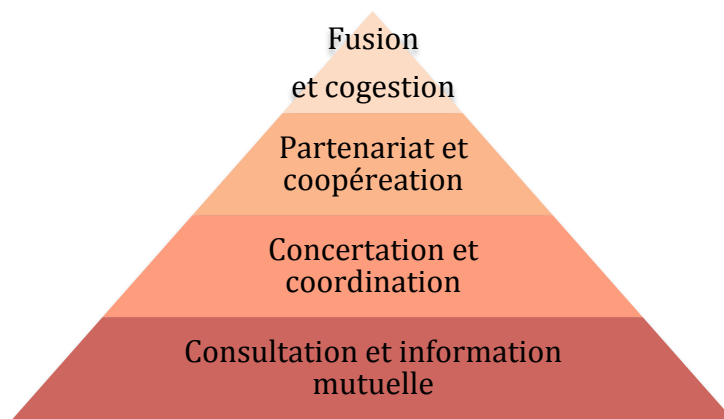 Fusion
et cogestion
Partenariat et
coopéreation
Concertation et
coordination
Consultation et information
mutuelle